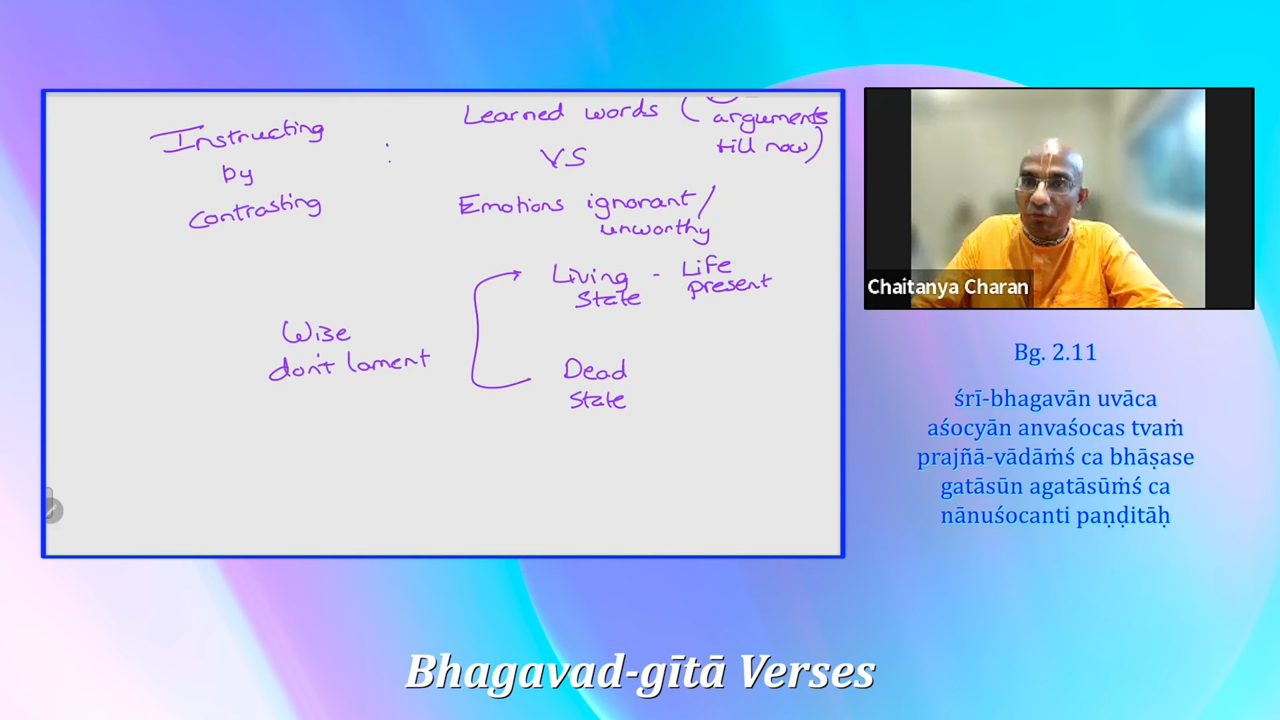 Instructing
by
contrasting
:
Learned words (
arguments
till now)
VS
Emotions ignorant/
unworthy
Living - Life
State present
Wise
don't lament
Dead
State
Chaitanya Charan
Bg. 2.11
śrī-bhagavān uvāca
aśocyān anvaśocas tvaṁ
prajñā-vādāṁś ca bhāṣase
gatāsūn agatāsūṁś ca
nānuśocanti paṇḍitāḥ
Bhagavad-gītā Verses